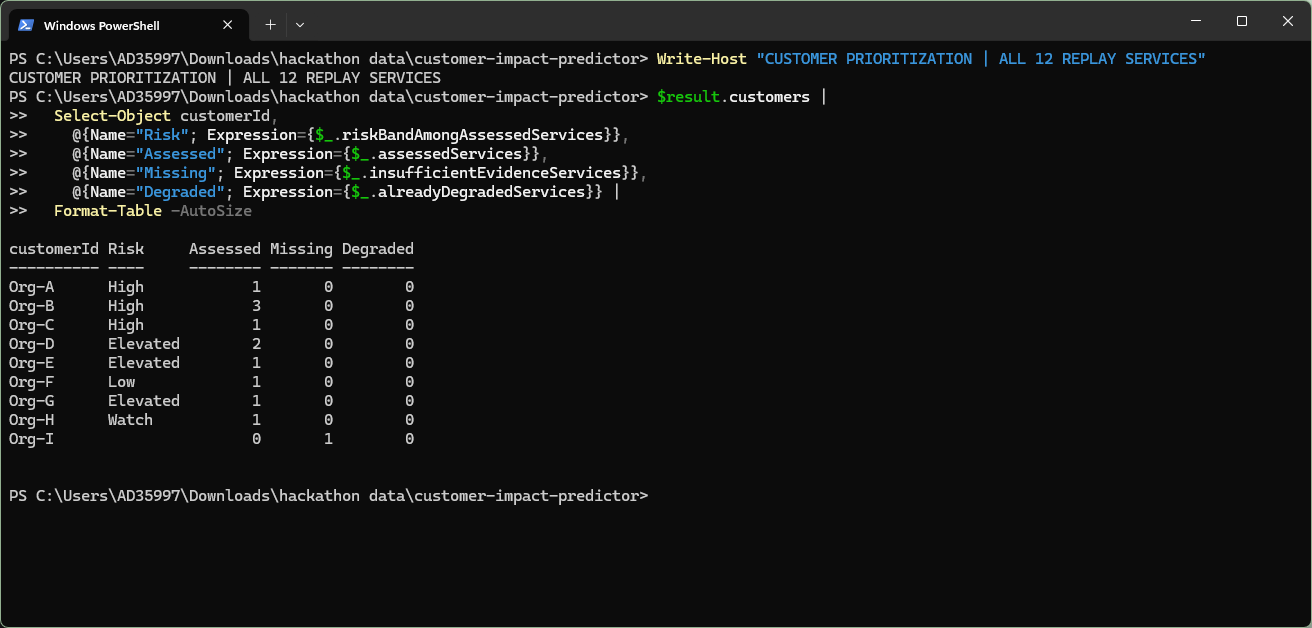 Windows PowerShell
PS C:\Users\AD35997\Downloads\hackathon data\customer-impact-predictor> Write-Host "CUSTOMER PRIORITIZATION | ALL 12 REPLAY SERVICES"
CUSTOMER PRIORITIZATION | ALL 12 REPLAY SERVICES
PS C:\Users\AD35997\Downloads\hackathon data\customer-impact-predictor> $result.customers |
>>   Select-Object customerId,
>>     @{Name="Risk"; Expression={$_.riskBandAmongAssessedServices}},
>>     @{Name="Assessed"; Expression={$_.assessedServices}},
>>     @{Name="Missing"; Expression={$_.insufficientEvidenceServices}},
>>     @{Name="Degraded"; Expression={$_.alreadyDegradedServices}} |
>>   Format-Table -AutoSize
customerId Risk     Assessed Missing Degraded
---------- ----     -------- ------- --------
Org-A      High            1       0        0
Org-B      High            3       0        0
Org-C      High            1       0        0
Org-D      Elevated        2       0        0
Org-E      Elevated        1       0        0
Org-F      Low             1       0        0
Org-G      Elevated        1       0        0
Org-H      Watch           1       0        0
Org-I                      0       1        0
PS C:\Users\AD35997\Downloads\hackathon data\customer-impact-predictor>